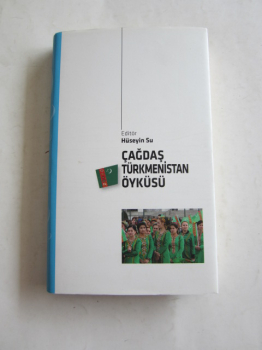 Editör
Hüseyin Su
ÇAĞDAŞ
TÜRKMENİSTAN
ÖYKÜSÜ